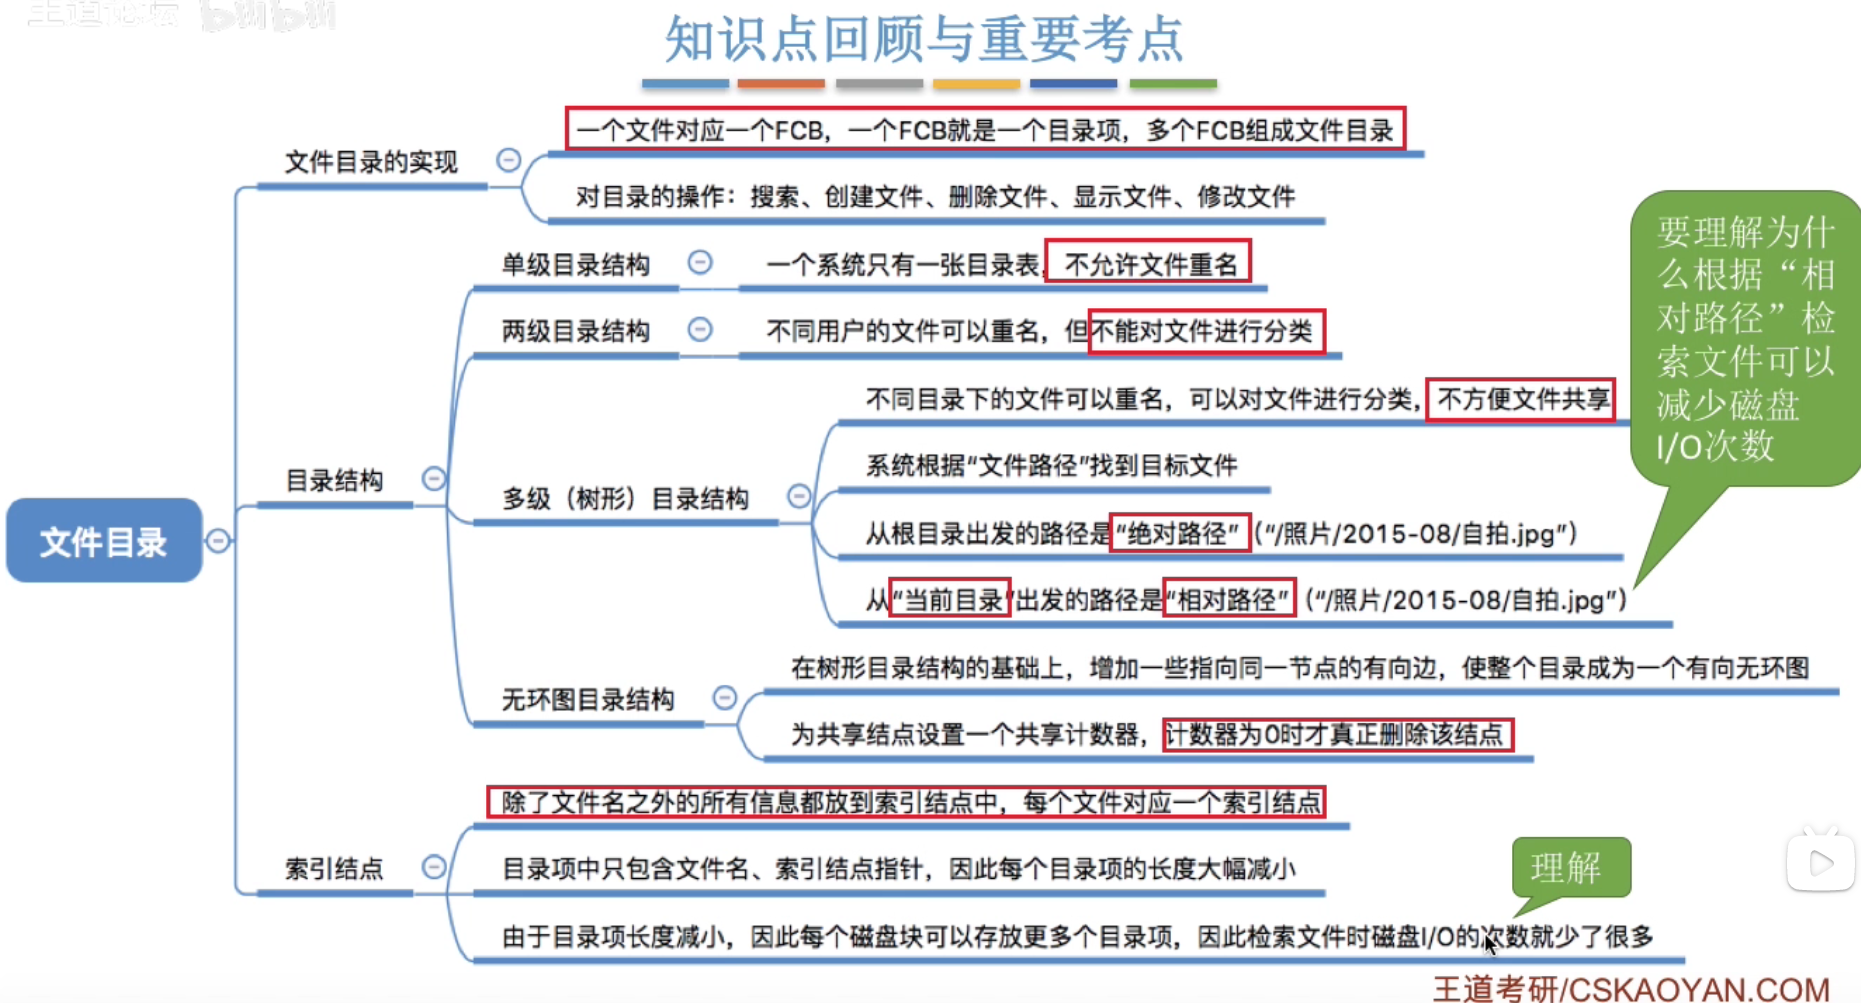 王道论坛 bilibili
知识点回顾与重要考点
一个文件对应一个FCB，一个FCB就是一个目录项，多个FCB组成文件目录
文件目录的实现
对目录的操作：搜索、创建文件、删除文件、显示文件、修改文件
单级目录结构
一个系统只有一张目录表，不允许文件重名
两级目录结构
不同用户的文件可以重名，但不能对文件进行分类
不同目录下的文件可以重名，可以对文件进行分类，不方便文件共享
系统根据“文件路径”找到目标文件
目录结构
多级（树形）目录结构
从根目录出发的路径是“绝对路径”（“/照片/2015-08/自拍.jpg”）
从“当前目录”出发的路径是“相对路径”（“/照片/2015-08/自拍.jpg”）
要理解为什
么根据“相
对路径”检
索文件可以
减少磁盘
I/O次数
文件目录
在树形目录结构的基础上，增加一些指向同一节点的有向边，使整个目录成为一个有向无环图
无环图目录结构
为共享结点设置一个共享计数器，计数器为0时才真正删除该结点
除了文件名之外的所有信息都放到索引结点中，每个文件对应一个索引结点
索引结点
目录项中只包含文件名、索引结点指针，因此每个目录项的长度大幅减小
理解
由于目录项长度减小，因此每个磁盘块可以存放更多个目录项，因此检索文件时磁盘I/O的次数就少了很多
王道考研/CSKAOYAN.COM